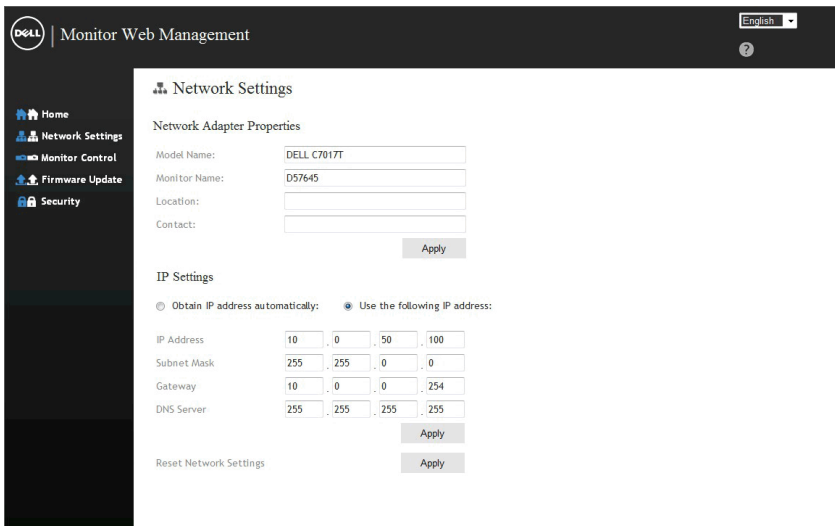 DELL
Monitor Web Management
English
?
Home
Network Settings
Monitor Control
Firmware Update
Security
Network Settings
Network Adapter Properties
Model Name: DELL C7017T
Monitor Name: D57645
Location:
Contact:
Apply
IP Settings
Obtain IP address automatically: Use the following IP address:
IP Address 10 . 0 . 50 . 100
Subnet Mask 255 . 255 . 0 . 0
Gateway 10 . 0 . 0 . 254
DNS Server 255 . 255 . 255 . 255
Apply
Reset Network Settings Apply